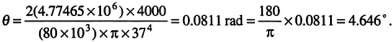 θ = 2(4.77465×10⁶)×4000 / (80×10³)×π×37⁴ = 0.0811 rad = 180/π × 0.0811 = 4.646°.